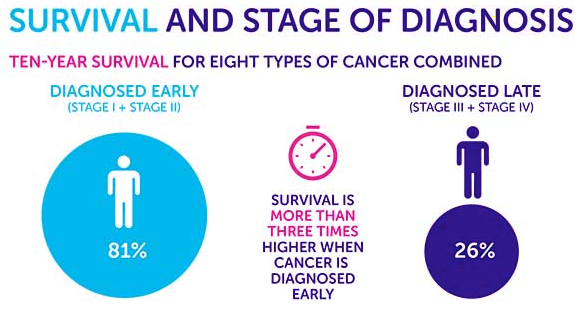 SURVIVAL AND STAGE OF DIAGNOSIS
TEN-YEAR SURVIVAL FOR EIGHT TYPES OF CANCER COMBINED
DIAGNOSED EARLY
(STAGE I + STAGE II)
81%
SURVIVAL IS
MORE THAN
THREE TIMES
HIGHER WHEN
CANCER IS
DIAGNOSED
EARLY
DIAGNOSED LATE
(STAGE III + STAGE IV)
26%